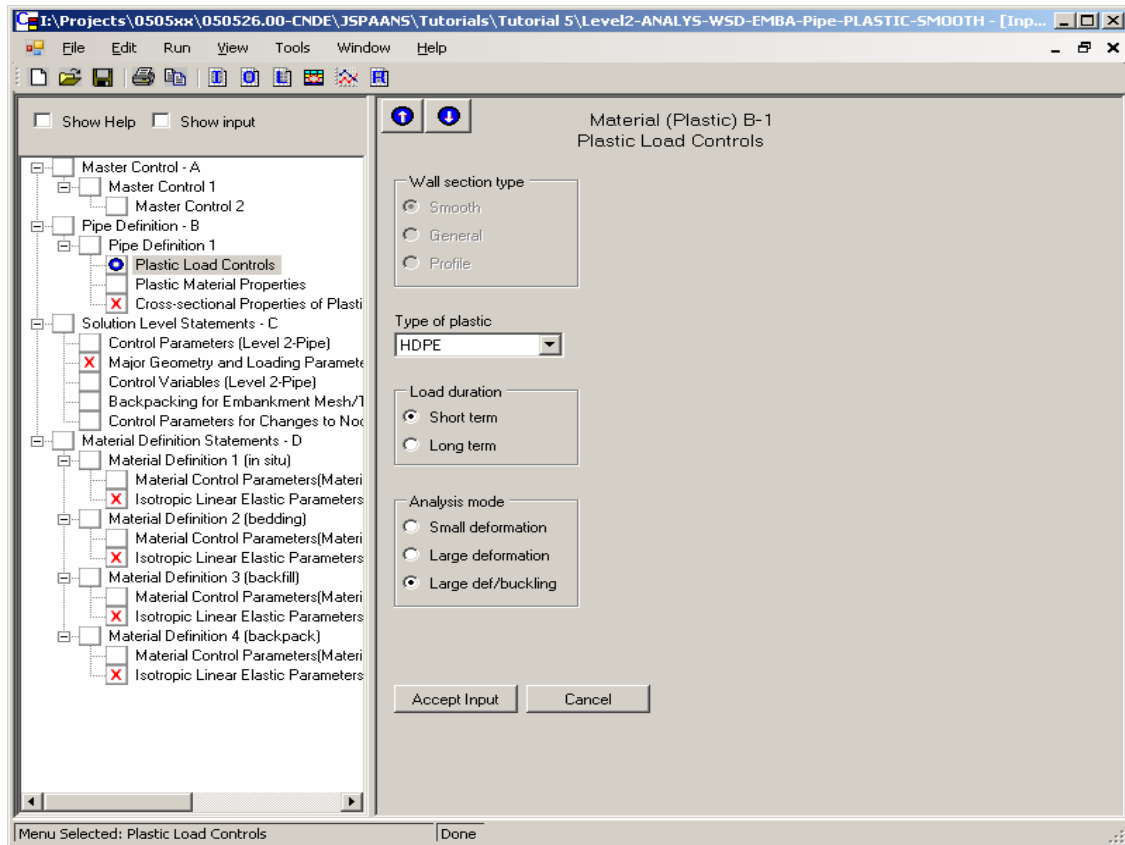 I:\Projects\0505xx\050526.00-CNDE\JSPAANS\Tutorials\Tutorial 5\Level2-ANALYS-WSD-EMBA-Pipe-PLASTIC-SMOOTH - [Inp...
File Edit Run View Tools Window Help
Show Help Show input
Master Control - A
Master Control 1
Master Control 2
Pipe Definition - B
Pipe Definition 1
Plastic Load Controls
Plastic Material Properties
Cross-sectional Properties of Plasti
Solution Level Statements - C
Control Parameters (Level 2-Pipe)
Major Geometry and Loading Paramete
Control Variables (Level 2-Pipe)
Backpacking for Embankment Mesh/T
Control Parameters for Changes to Noc
Material Definition Statements - D
Material Definition 1 (in situ)
Material Control Parameters(Materi
Isotropic Linear Elastic Parameters
Material Definition 2 (bedding)
Material Control Parameters(Materi
Isotropic Linear Elastic Parameters
Material Definition 3 (backfill)
Material Control Parameters(Materi
Isotropic Linear Elastic Parameters
Material Definition 4 (backpack)
Material Control Parameters(Materi
Isotropic Linear Elastic Parameters
Material (Plastic) B-1
Plastic Load Controls
Wall section type
Smooth
General
Profile
Type of plastic
HDPE
Load duration
Short term
Long term
Analysis mode
Small deformation
Large deformation
Large def/buckling
Accept Input Cancel
Menu Selected: Plastic Load Controls Done